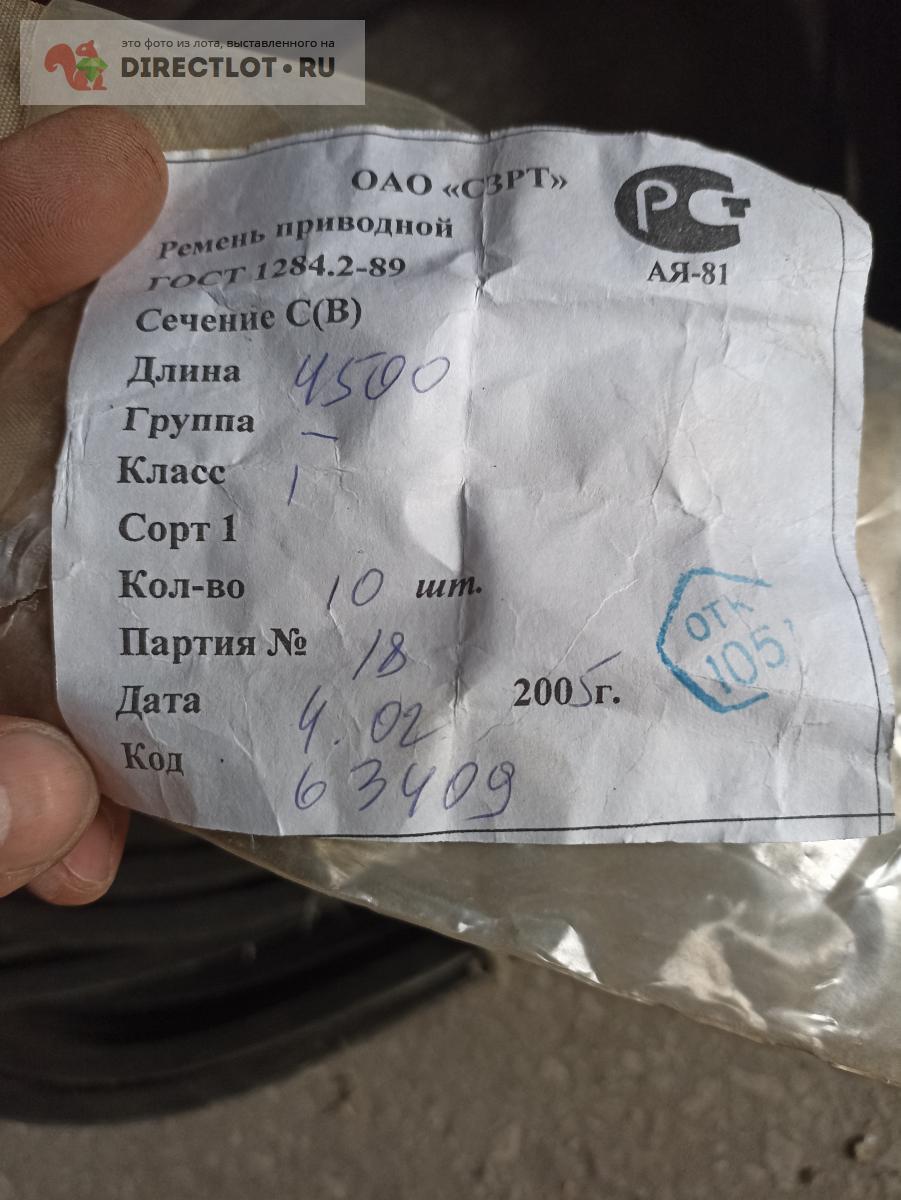 это фото из лота, выставленного на
DIRECTLOT • RU
ОАО «СЗРТ»
РСТ
АЯ-81
Ремень приводной
ГОСТ 1284.2-89
Сечение С(В)
Длина 4500
Группа –
Класс I
Сорт 1
Кол-во 10 шт.
Партия № 18
Дата 4. 02 2005г.
Код 63409
ОТК
105